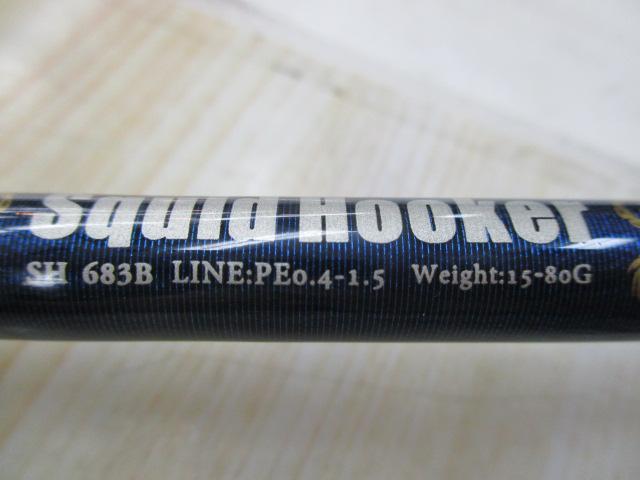 Squid Hooker
SH 683B LINE:PE0.4-1.5 Weight:15-80G